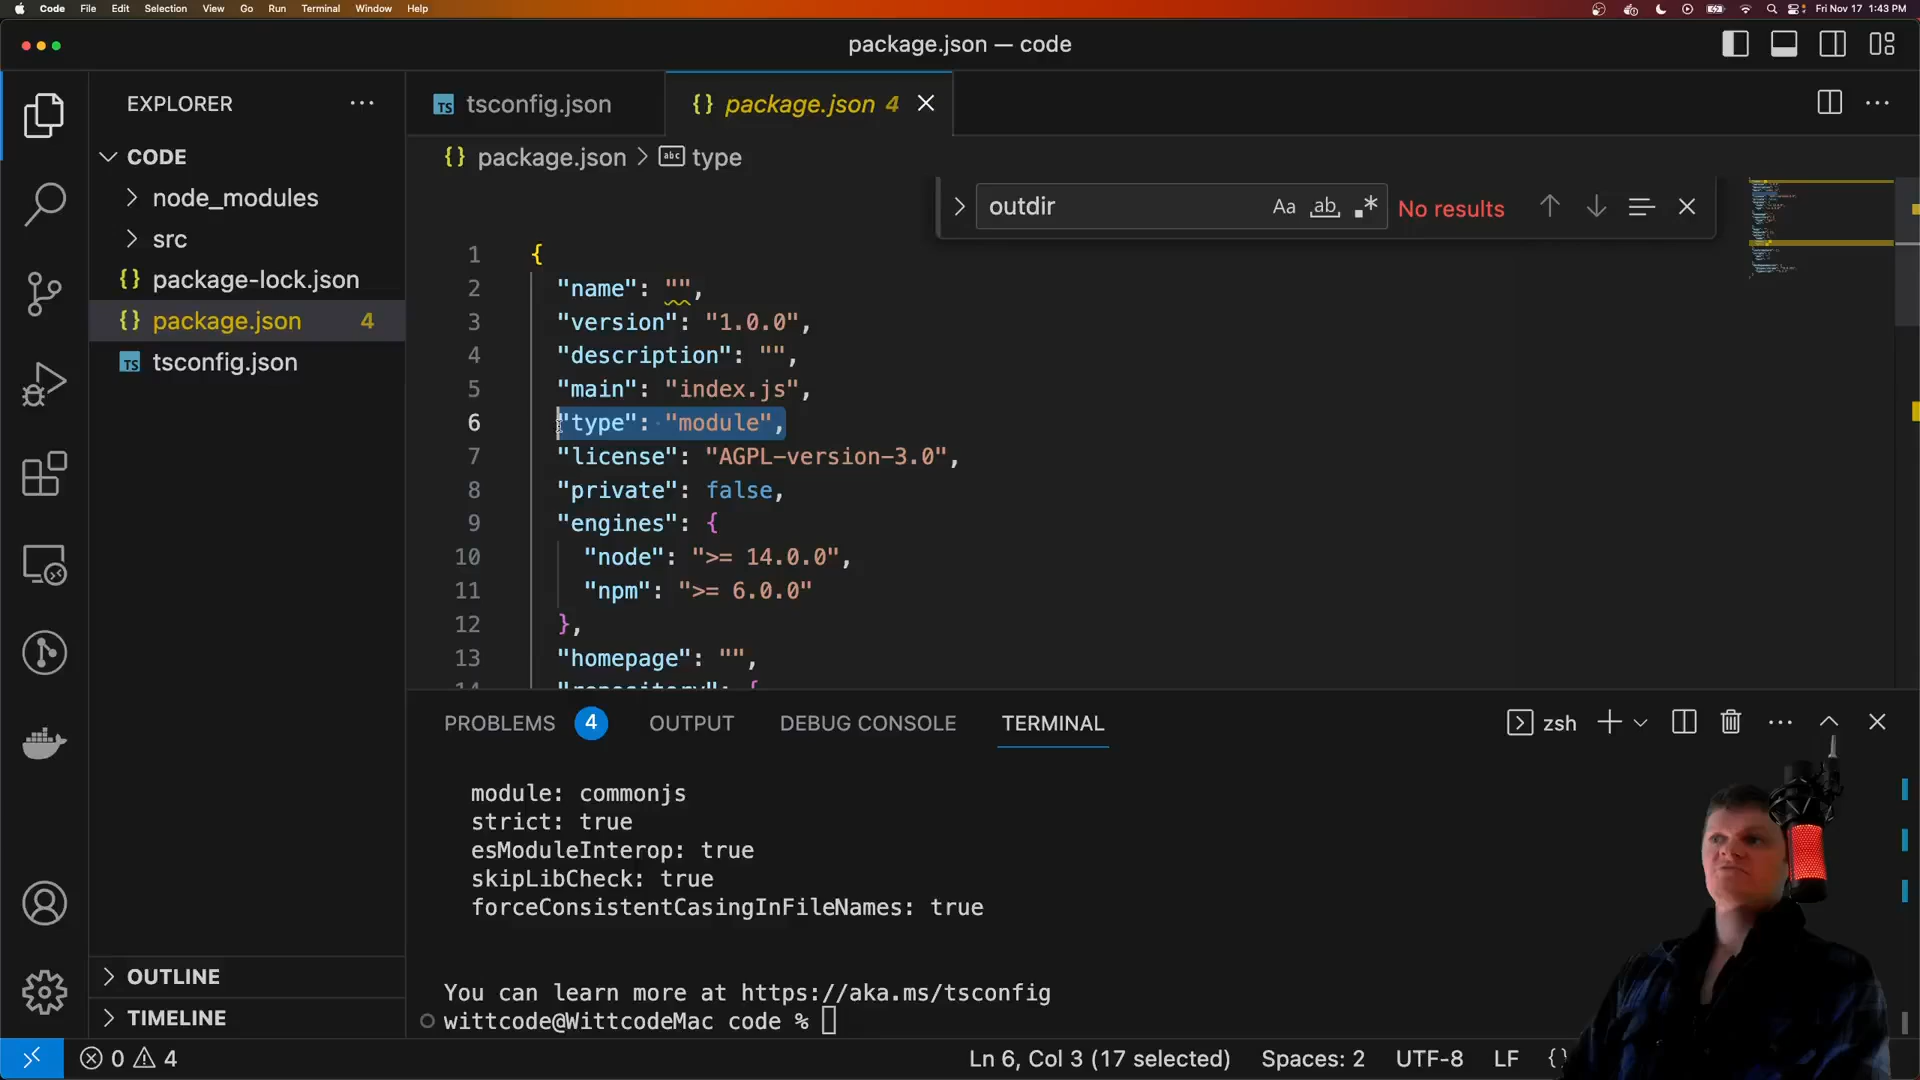 Code File Edit Selection View Go Run Terminal Window Help Fri Nov 17 1:43 PM
package.json — code
EXPLORER
CODE
node_modules
src
package-lock.json
package.json 4
tsconfig.json
OUTLINE
TIMELINE
tsconfig.json
package.json 4
package.json > type
outdir
Aa ab No results
1 {
2 "name": "",
3 "version": "1.0.0",
4 "description": "",
5 "main": "index.js",
6 "type": "module",
7 "license": "AGPL-version-3.0",
8 "private": false,
9 "engines": {
10 "node": ">= 14.0.0",
11 "npm": ">= 6.0.0"
12 },
13 "homepage": "",
14 "repository": {
PROBLEMS 4 OUTPUT DEBUG CONSOLE TERMINAL
zsh
module: commonjs
strict: true
esModuleInterop: true
skipLibCheck: true
forceConsistentCasingInFileNames: true
You can learn more at https://aka.ms/tsconfig
wittcode@WittcodeMac code %
0 4
Ln 6, Col 3 (17 selected) Spaces: 2 UTF-8 LF {}